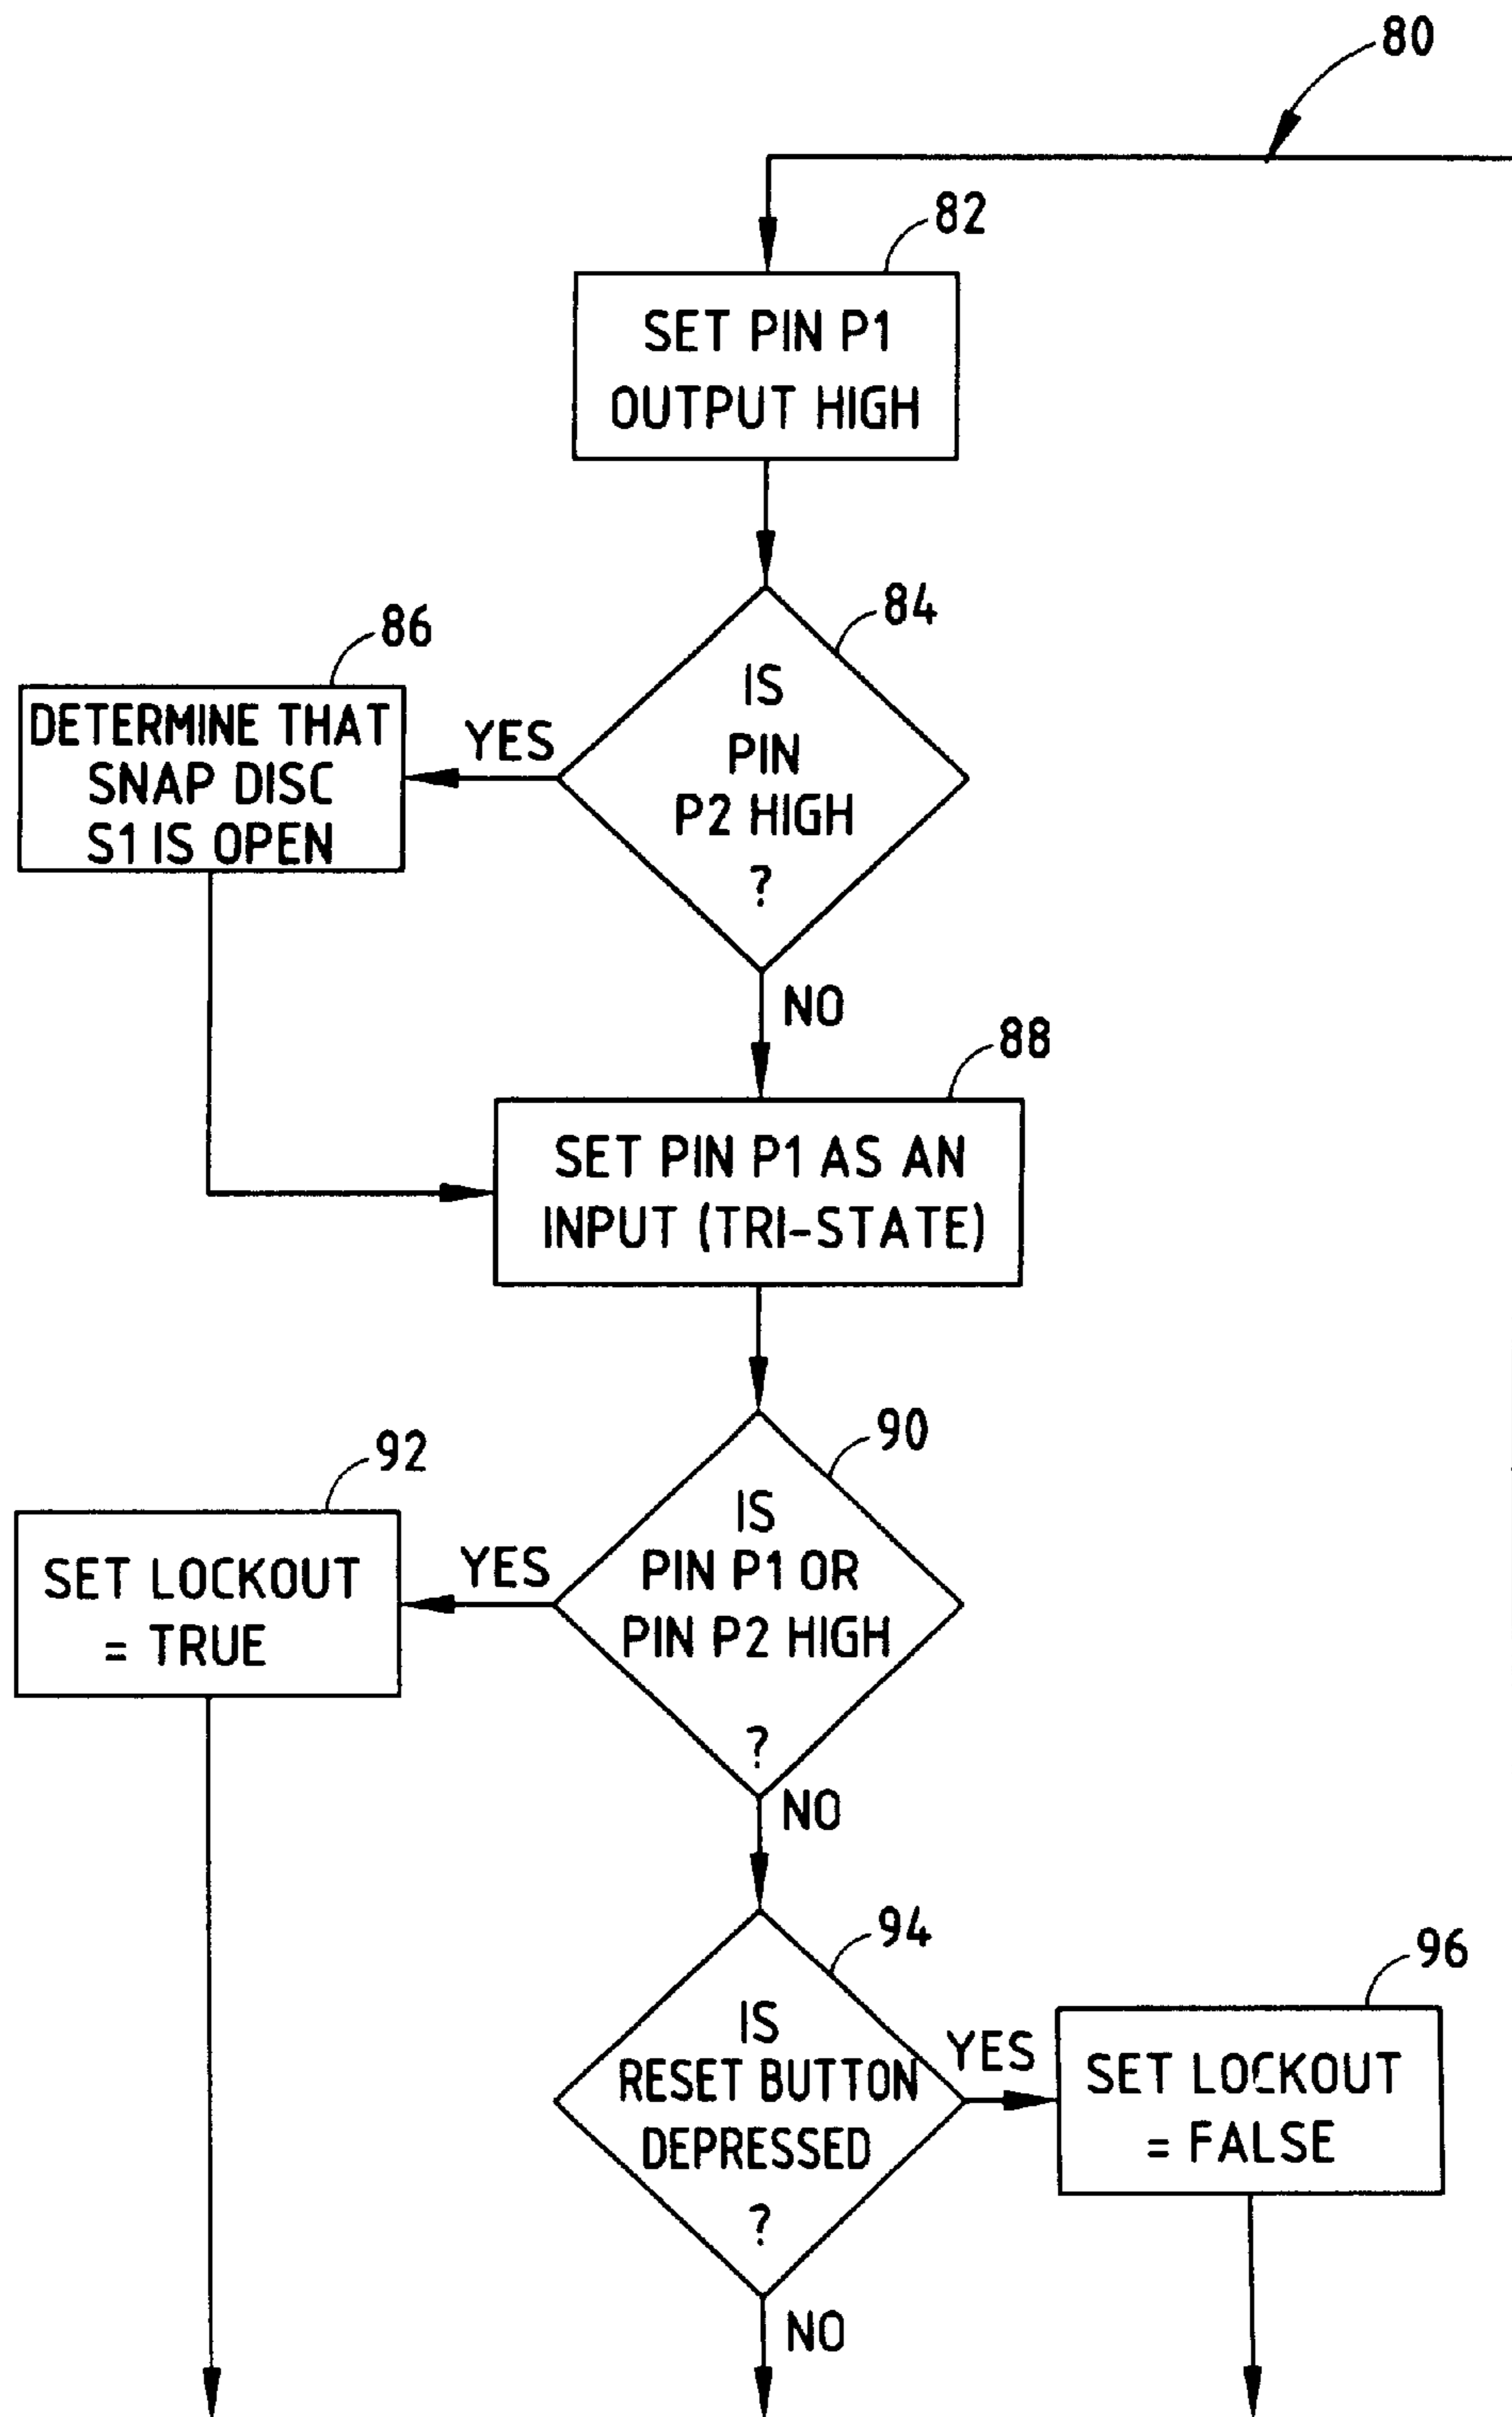 80
82
SET PIN P1
OUTPUT HIGH
84
IS
PIN
P2 HIGH
?
86
YES
DETERMINE THAT
SNAP DISC
S1 IS OPEN
NO
88
SET PIN P1 AS AN
INPUT (TRI-STATE)
90
IS
PIN P1 OR
PIN P2 HIGH
?
92
YES
SET LOCKOUT
= TRUE
NO
94
IS
RESET BUTTON
DEPRESSED
?
YES
96
SET LOCKOUT
= FALSE
NO